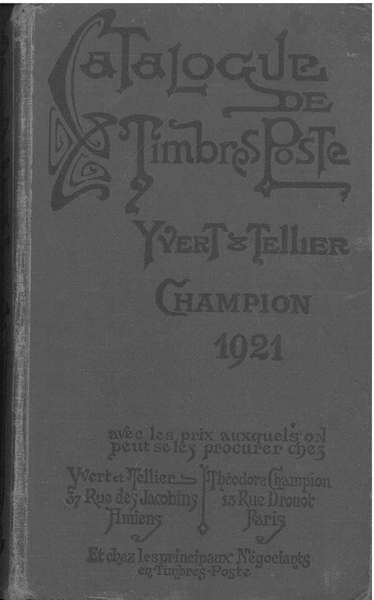 Catalogue
de
Timbres Poste
Yvert & Tellier
Champion
1921
avec les prix auxquels on
peut se les procurer chez
Yvert et Tellier
37 Rue des Jacobins
Amiens
Théodore Champion
13 Rue Drouot
Paris
Et chez les principaux Négociants
en Timbres-Poste